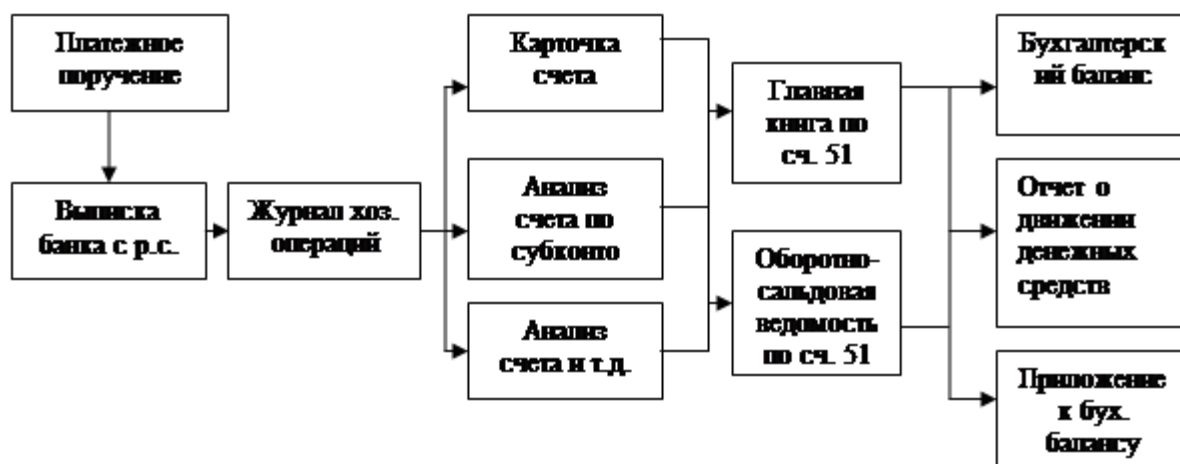 Платежное
поручение
Выписка
банка с р.с.
Журнал хоз.
операций
Карточка
счета
Анализ
счета по
субконто
Анализ
счета и т.д.
Главная
книга по
сч. 51
Оборотно-
сальдовая
ведомость
по сч. 51
Бухгалтерск
ий баланс
Отчет о
движении
денежных
средств
Приложение
к бух.
балансу